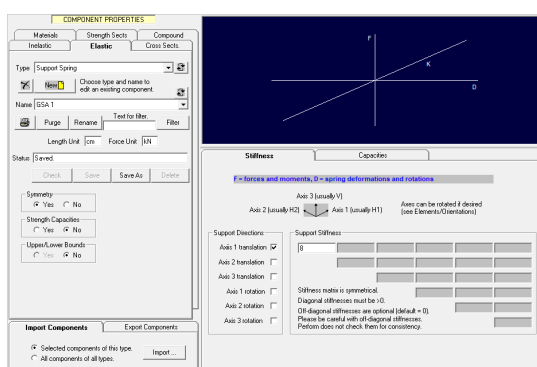 COMPONENT PROPERTIES
Materials Strength Sects Compound
Inelastic Elastic Cross Sects.
Type Support Spring
New Choose type and name to
edit an existing component.
Name GSA 1
Purge Rename Text for filter. Filter
Length Unit cm Force Unit kN
Status Saved.
Check Save Save As Delete
Symmetry
Yes No
Strength Capacities
Yes No
Upper/Lower Bounds
Yes No
Import Components Export Components
Selected components of this type.
All components of all types.
Import ...
F
K
D
Stiffness Capacities
F = forces and moments, D = spring deformations and rotations
Axis 3 (usually V)
Axis 2 (usually H2) Axis 1 (usually H1)
Axes can be rotated if desired
(see Elements/Orientations)
Support Directions Support Stiffness
Axis 1 translation 8
Axis 2 translation
Axis 3 translation
Axis 1 rotation
Axis 2 rotation
Axis 3 rotation
Stiffness matrix is symmetrical.
Diagonal stiffnesses must be >0.
Off-diagonal stiffnesses are optional (default = 0).
Please be careful with off-diagonal stiffnesses.
Perform does not check them for consistency.